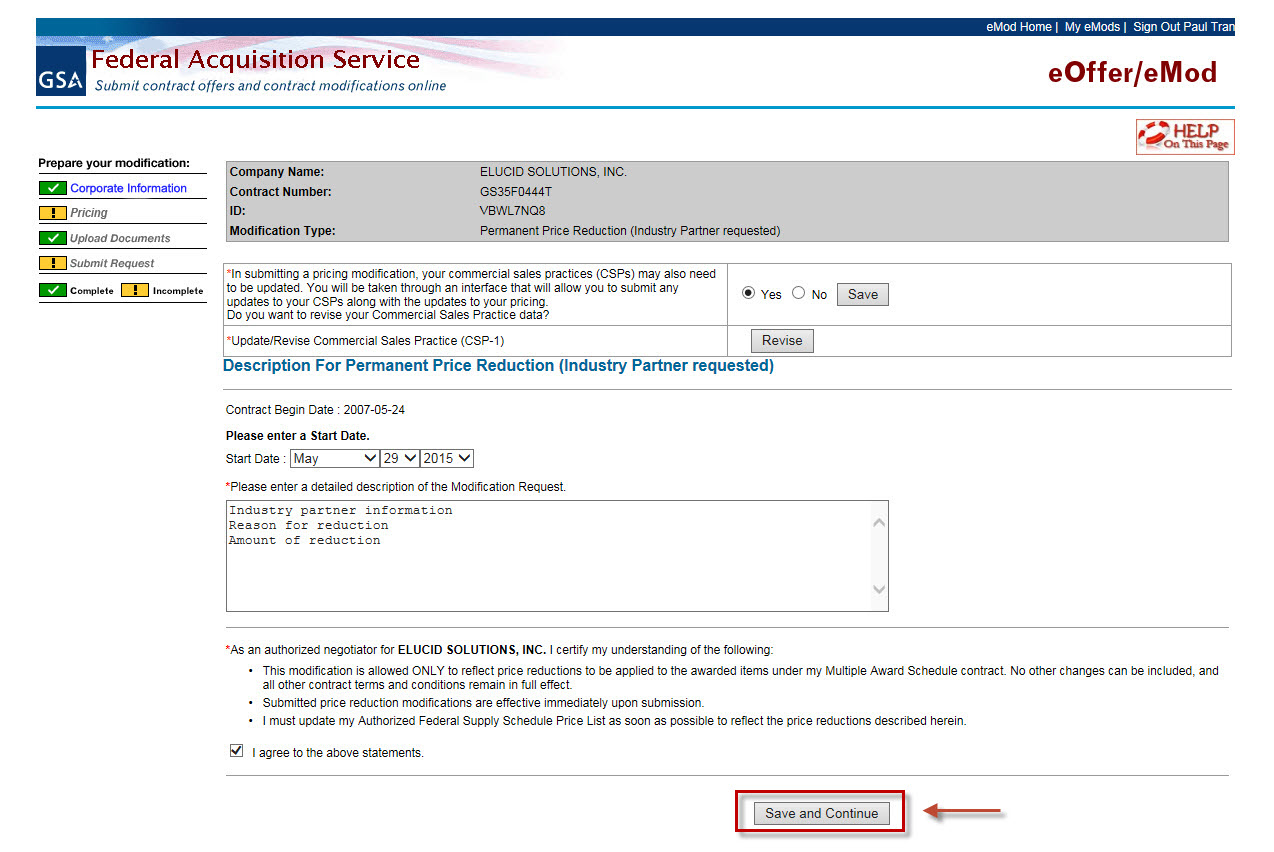 eMod Home | My eMods | Sign Out Paul Tran
GSA
Federal Acquisition Service
Submit contract offers and contract modifications online
eOffer/eMod
HELP
On This Page
Prepare your modification:
Corporate Information
! Pricing
Upload Documents
! Submit Request
Complete ! Incomplete
Company Name: ELUCID SOLUTIONS, INC.
Contract Number: GS35F0444T
ID: VBWL7NQ8
Modification Type: Permanent Price Reduction (Industry Partner requested)
*In submitting a pricing modification, your commercial sales practices (CSPs) may also need
to be updated. You will be taken through an interface that will allow you to submit any
updates to your CSPs along with the updates to your pricing.
Do you want to revise your Commercial Sales Practice data?
Yes No Save
*Update/Revise Commercial Sales Practice (CSP-1) Revise
Description For Permanent Price Reduction (Industry Partner requested)
Contract Begin Date : 2007-05-24
Please enter a Start Date.
Start Date : May 29 2015
*Please enter a detailed description of the Modification Request.
Industry partner information
Reason for reduction
Amount of reduction
*As an authorized negotiator for ELUCID SOLUTIONS, INC. I certify my understanding of the following:
• This modification is allowed ONLY to reflect price reductions to be applied to the awarded items under my Multiple Award Schedule contract. No other changes can be included, and
all other contract terms and conditions remain in full effect.
• Submitted price reduction modifications are effective immediately upon submission.
• I must update my Authorized Federal Supply Schedule Price List as soon as possible to reflect the price reductions described herein.
I agree to the above statements.
Save and Continue